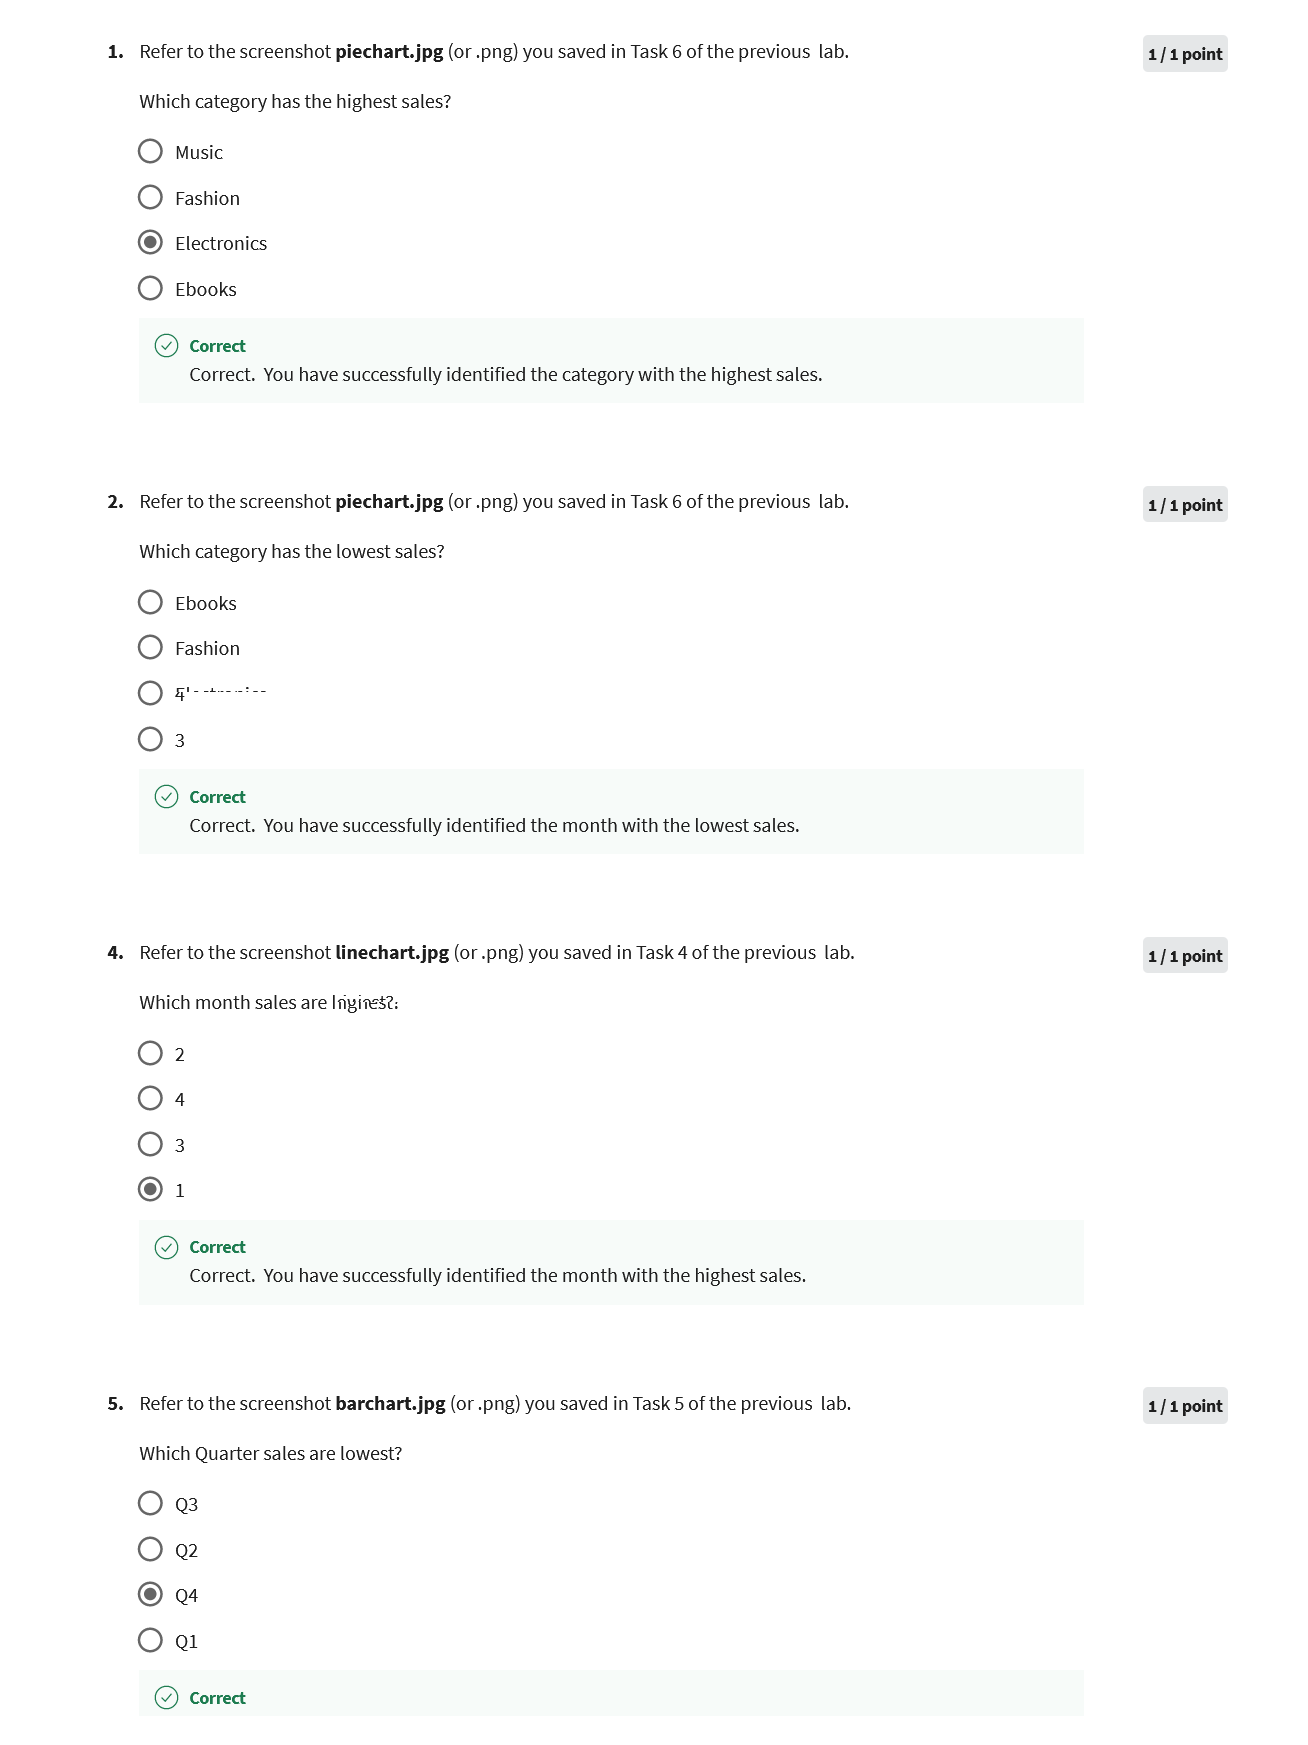 1. Refer to the screenshot piechart.jpg (or .png) you saved in Task 6 of the previous lab.
1 / 1 point
Which category has the highest sales?
Music
Fashion
Electronics
Ebooks
Correct
Correct. You have successfully identified the category with the highest sales.
2. Refer to the screenshot piechart.jpg (or .png) you saved in Task 6 of the previous lab.
1 / 1 point
Which category has the lowest sales?
Ebooks
Fashion
3
Correct
Correct. You have successfully identified the month with the lowest sales.
4. Refer to the screenshot linechart.jpg (or .png) you saved in Task 4 of the previous lab.
1 / 1 point
Which month sales are
2
4
3
1
Correct
Correct. You have successfully identified the month with the highest sales.
5. Refer to the screenshot barchart.jpg (or .png) you saved in Task 5 of the previous lab.
1 / 1 point
Which Quarter sales are lowest?
Q3
Q2
Q4
Q1
Correct